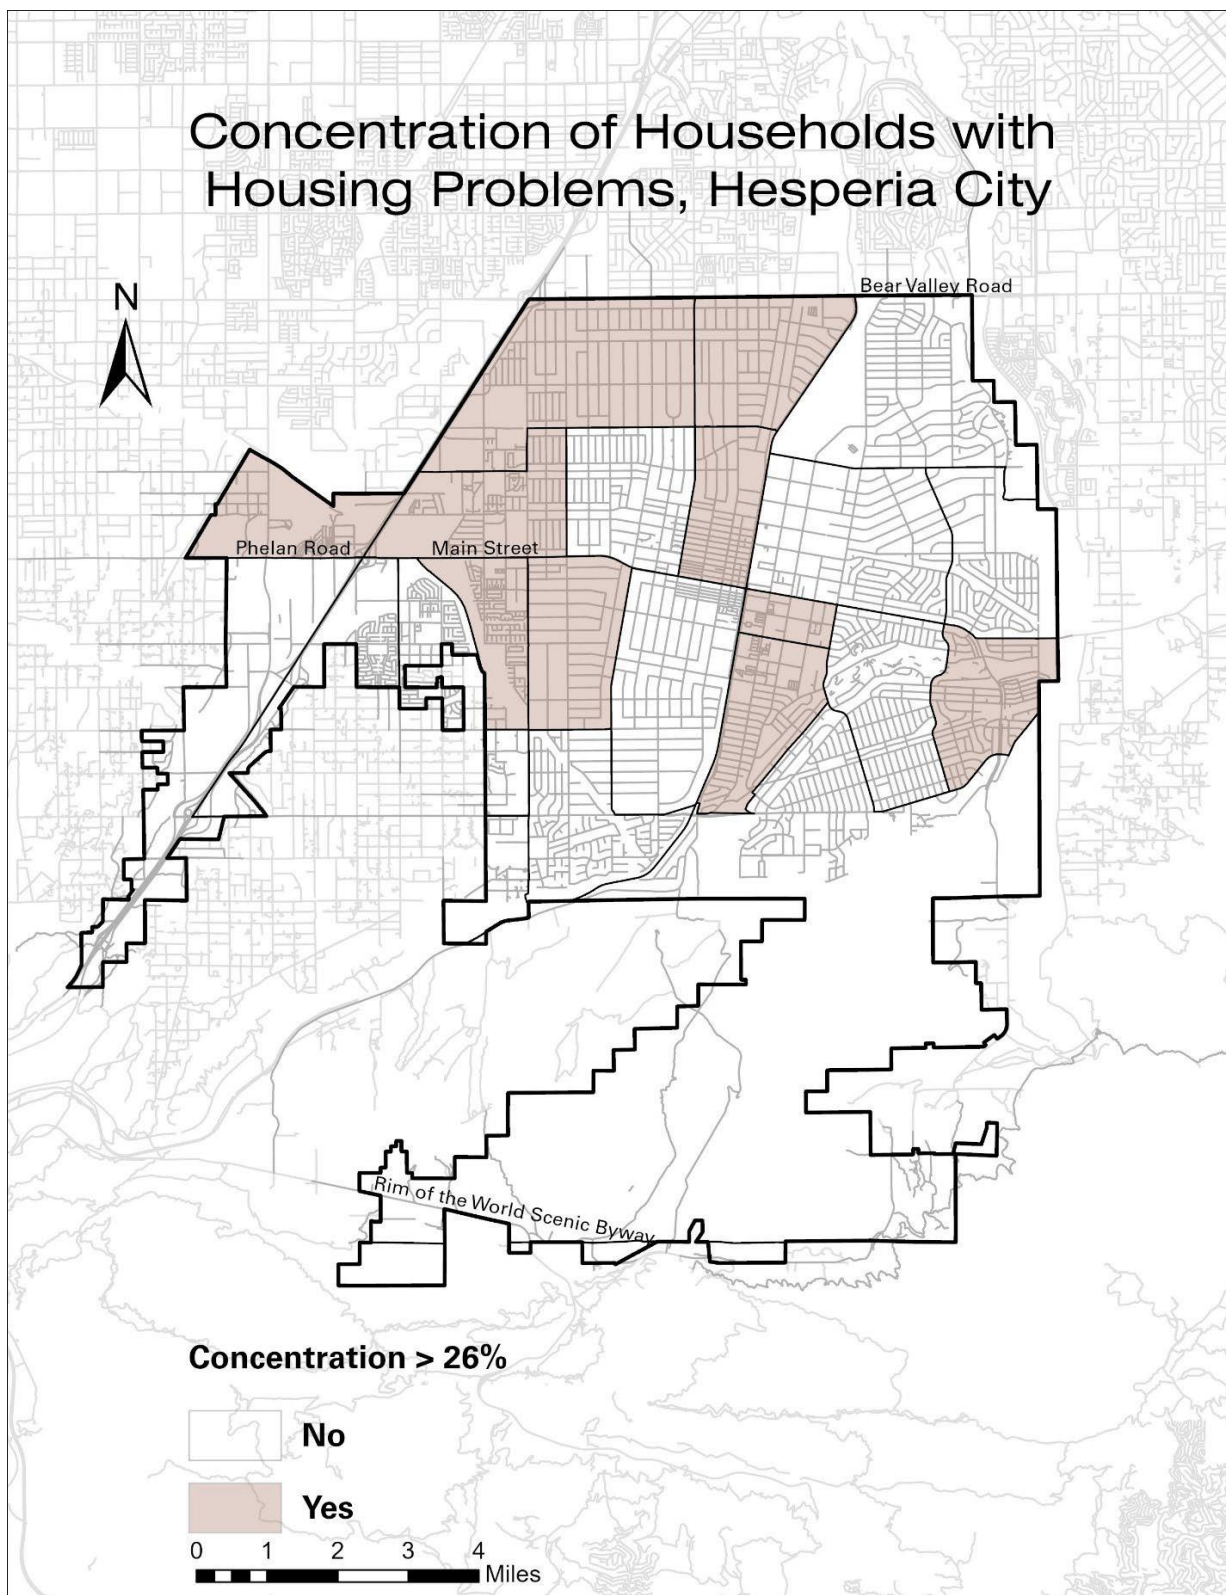 Concentration of Households with
Housing Problems, Hesperia City
Bear Valley Road
N
Phelan Road
Main Street
Rim of the World Scenic Byway
Concentration > 26%
No
Yes
0 1 2 3 4
Miles